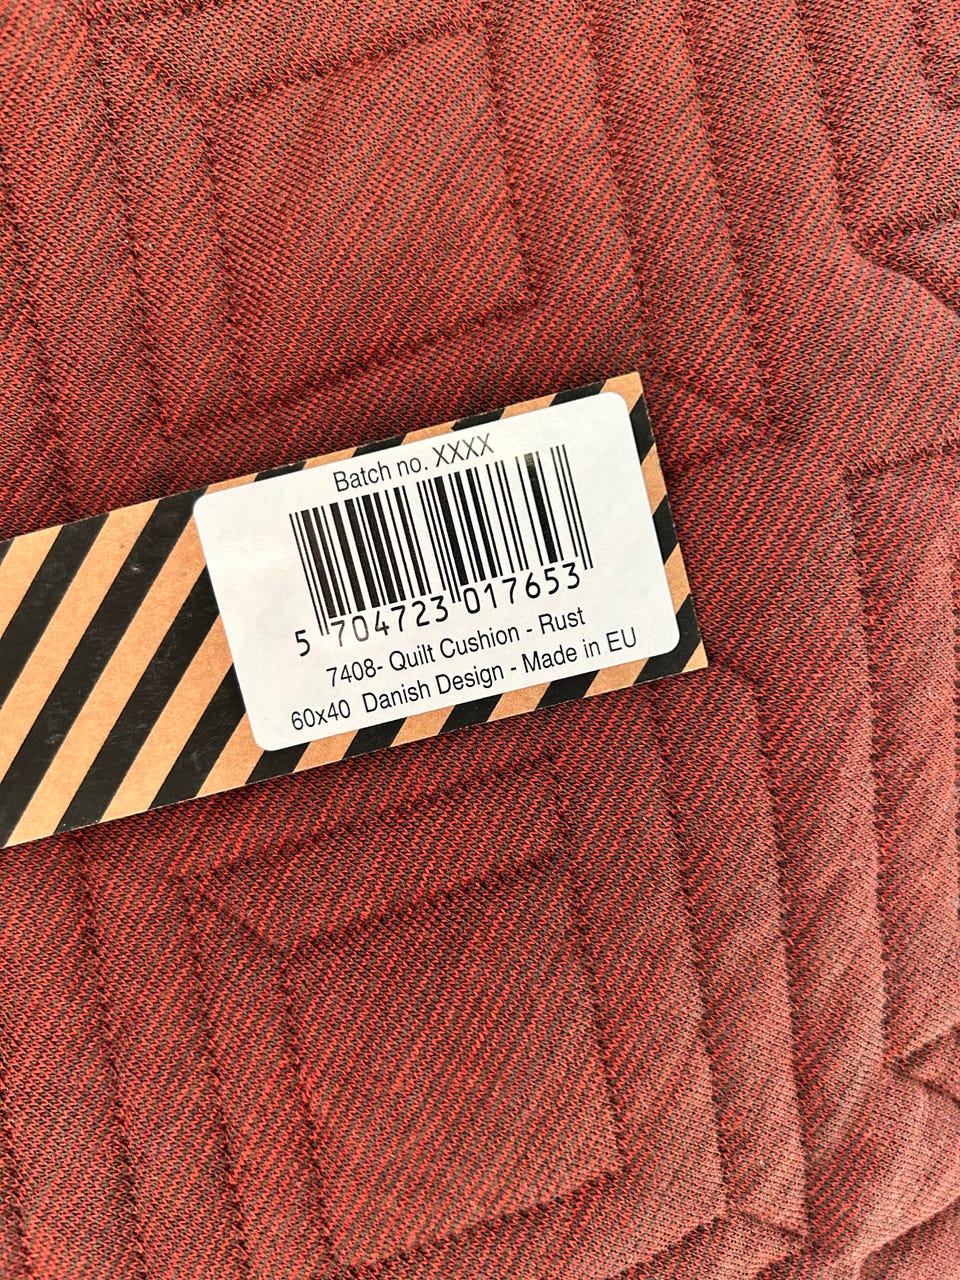 Batch no. XXXX
5 704723 017653
7408- Quilt Cushion - Rust
60x40 Danish Design - Made in EU